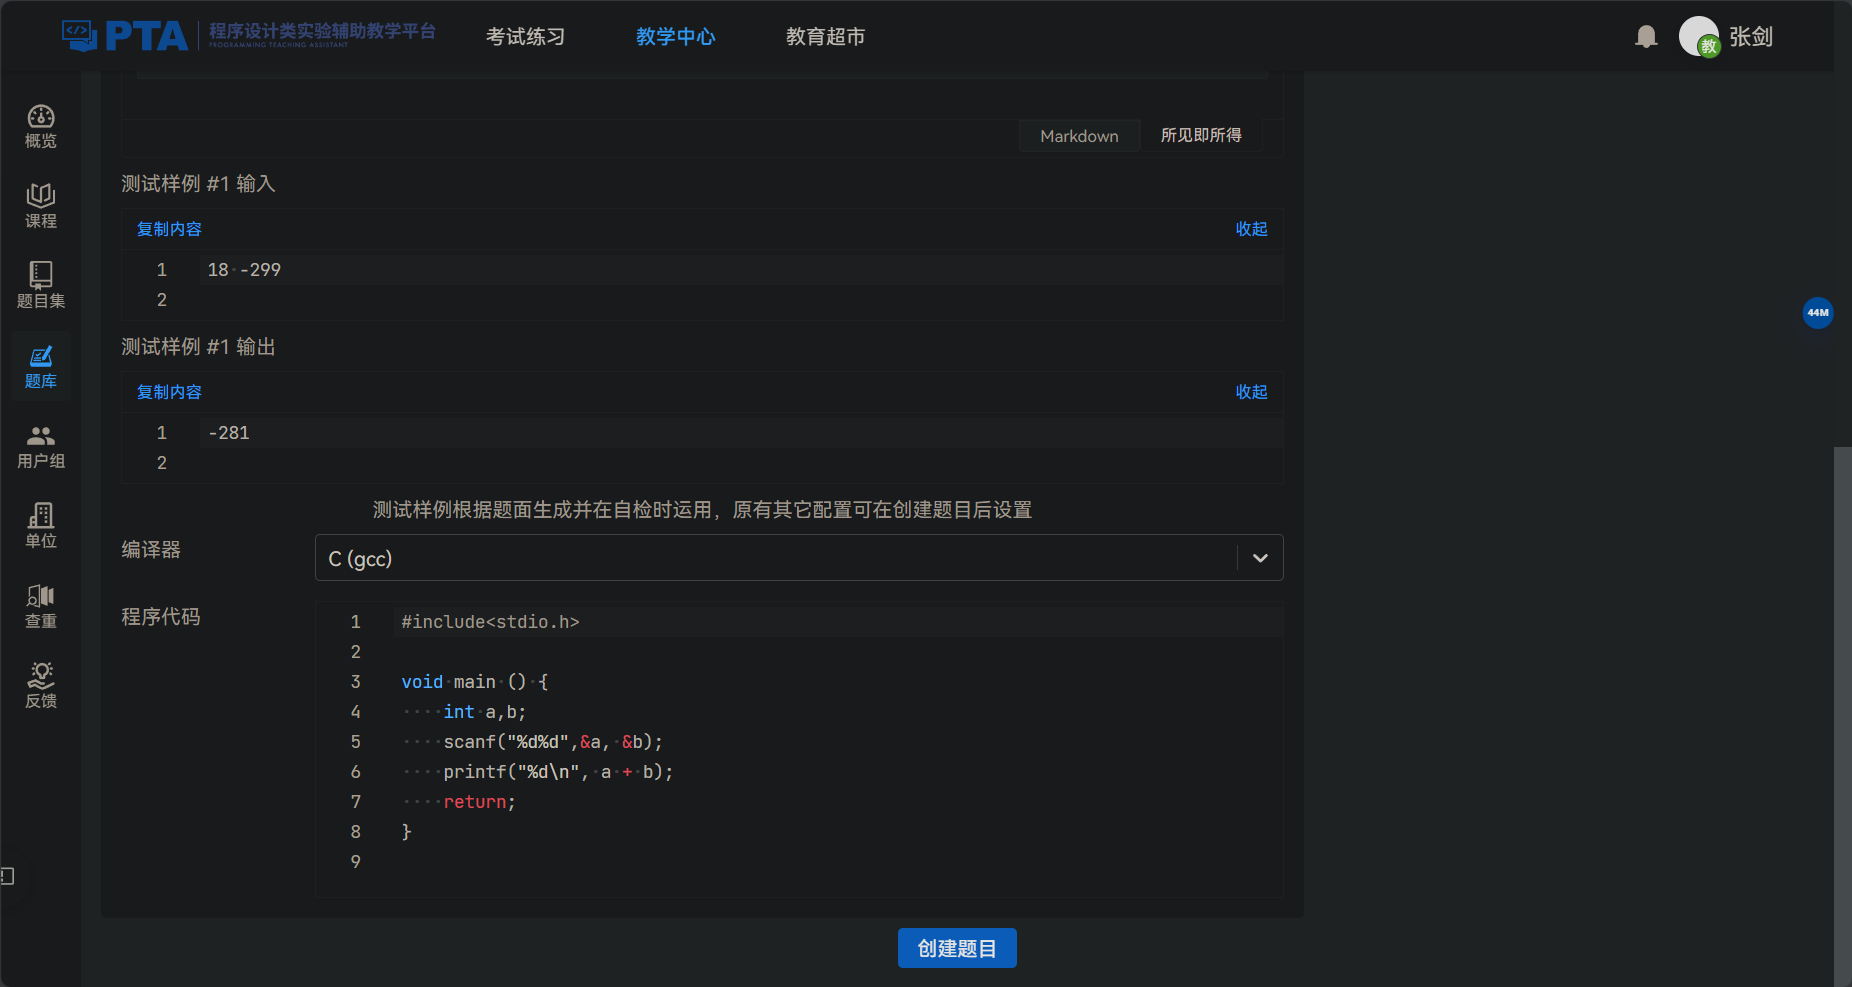 PTA 程序设计类实验辅助教学平台
PROGRAMMING TEACHING ASSISTANT
考试练习 教学中心 教育超市
教 张剑
概览
课程
题目集
题库
用户组
单位
查重
反馈
Markdown 所见即所得
测试样例 #1 输入
复制内容 收起
1 18 -299
2
测试样例 #1 输出
复制内容 收起
1 -281
2
测试样例根据题面生成并在自检时运用，原有其它配置可在创建题目后设置
编译器 C (gcc)
程序代码
1 #include<stdio.h>
2
3 void main () {
4     int a,b;
5     scanf("%d%d",&a, &b);
6     printf("%d\n", a + b);
7     return;
8 }
9
创建题目
44M